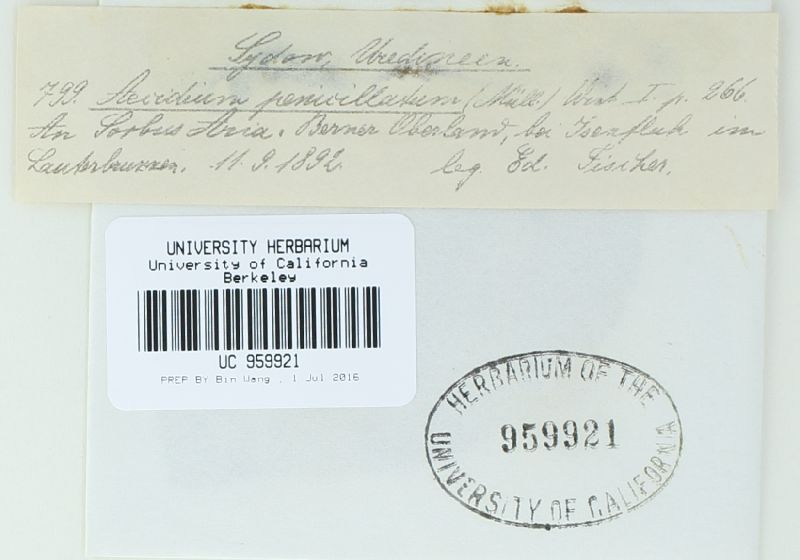 Sydow, Uredineen.
799. Aecidium penicillatum (Müll.) Wint. I. p. 266.
An Sorbus Aria. Berner Oberland, bei Isenfluh im
Lauterbrunnen. 11.9.1892. leg. Ed. Fischer.
UNIVERSITY HERBARIUM
University of California
Berkeley
UC 959921
PREP BY Bin Wang , 1 Jul 2016
HERBARIUM OF THE
959921
UNIVERSITY OF CALIFORNIA